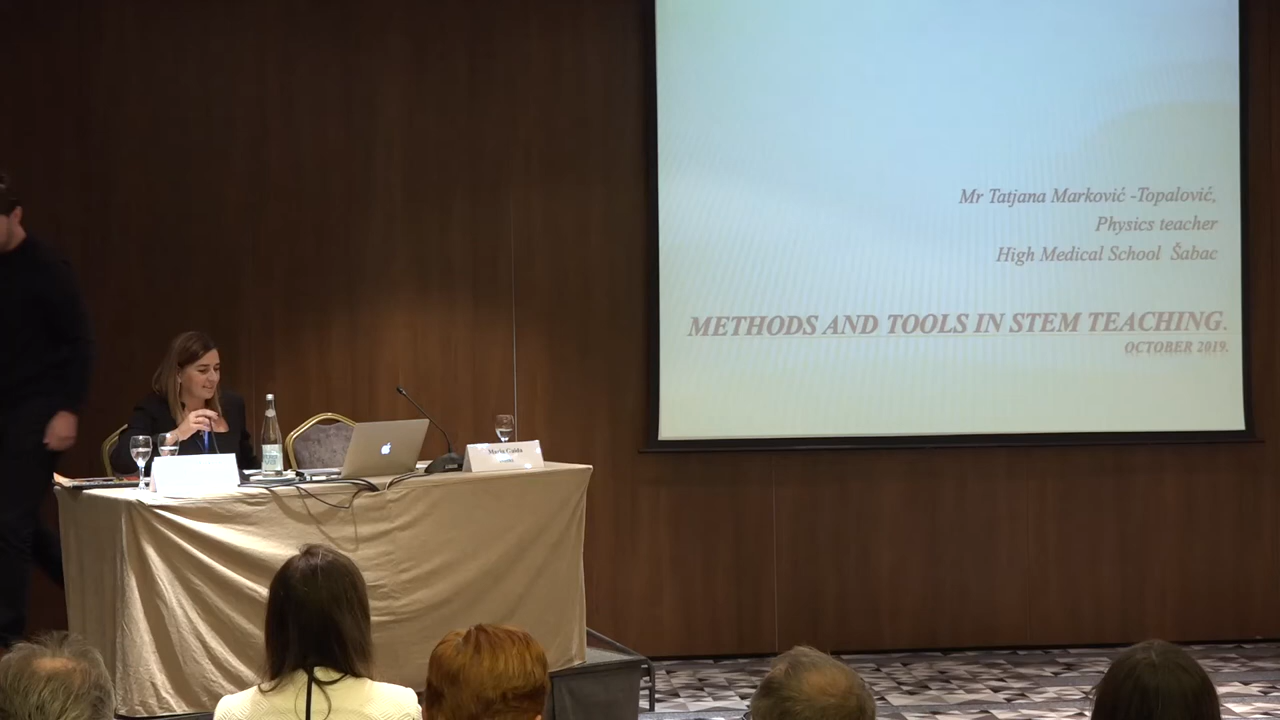 Mr Tatjana Marković -Topalović,
Physics teacher
High Medical School Šabac
METHODS AND TOOLS IN STEM TEACHING.
OCTOBER 2019.